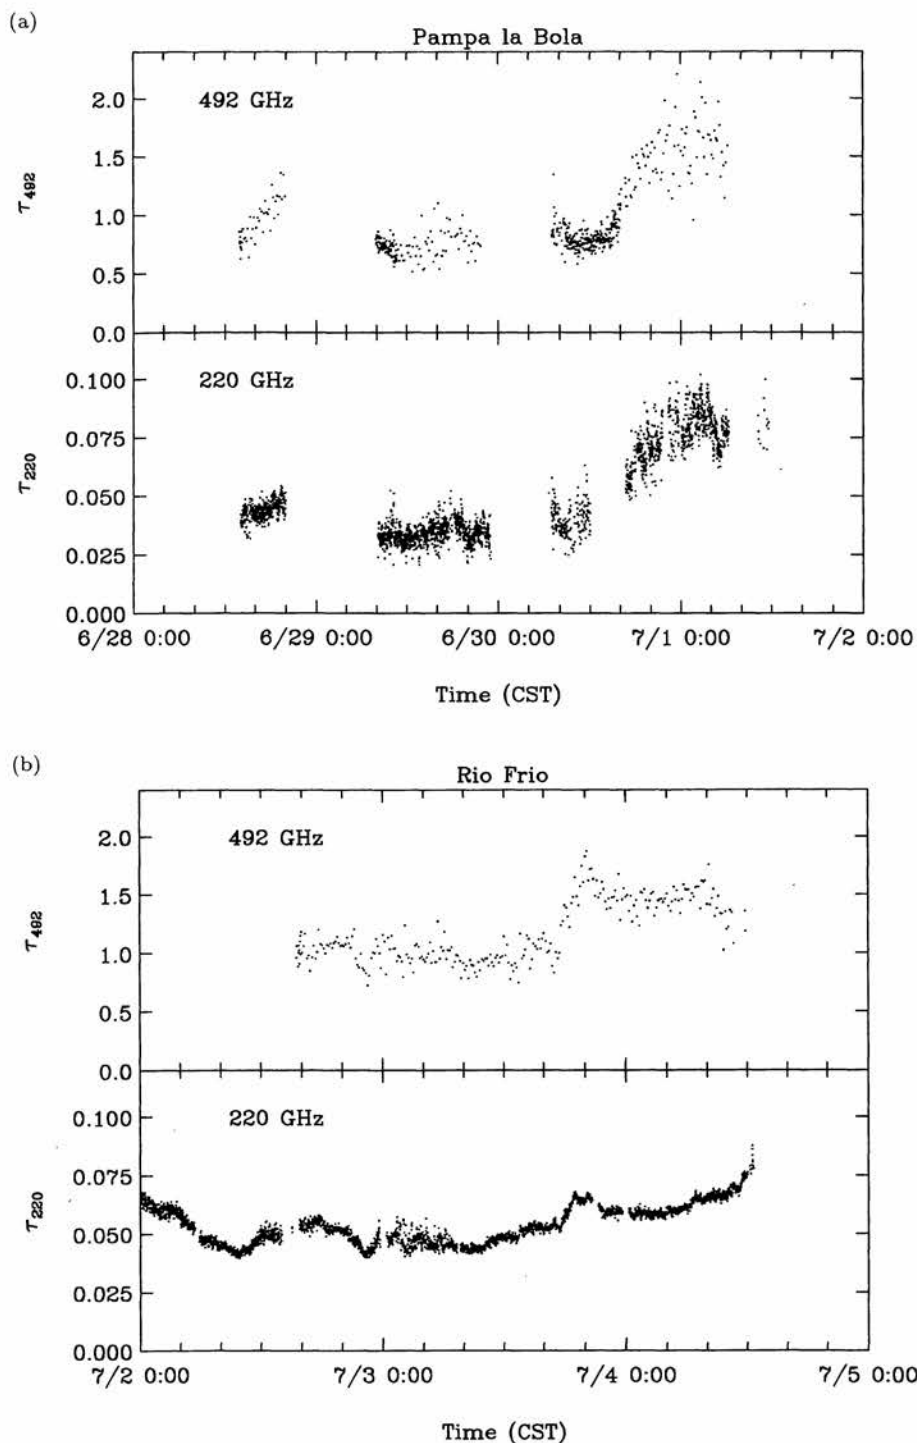 (a)
Pampa la Bola
492 GHz
2.0
1.5
1.0
0.5
0.0
τ492
220 GHz
0.100
0.075
0.050
0.025
0.000
τ220
6/28 0:00 6/29 0:00 6/30 0:00 7/1 0:00 7/2 0:00
Time (CST)
(b)
Rio Frio
492 GHz
2.0
1.5
1.0
0.5
0.0
τ492
220 GHz
0.100
0.075
0.050
0.025
0.000
τ220
7/2 0:00 7/3 0:00 7/4 0:00 7/5 0:00
Time (CST)